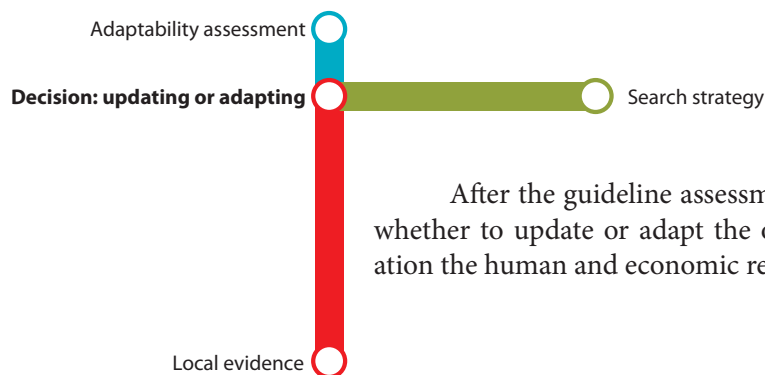 Adaptability assessment
Decision: updating or adapting
Search strategy
After the guideline assessm
whether to update or adapt the
ation the human and economic re
Local evidence